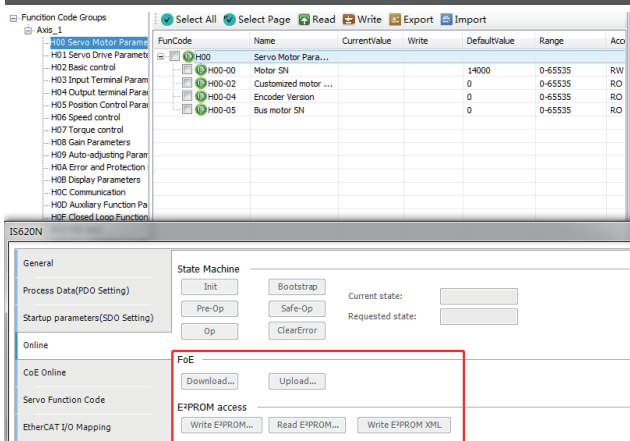 Function Code Groups
Axis_1
H00 Servo Motor Parame
H01 Servo Drive Paramete
H02 Basic control
H03 Input Terminal Param
H04 Output terminal Parai
H05 Position Control Parai
H06 Speed control
H07 Torque control
H08 Gain Parameters
H09 Auto-adjusting Param
H0A Error and Protection
H0B Display Parameters
H0C Communication
H0D Auxiliary Function Pa
H0F Closed Loop Function
Select All Select Page Read Write Export Import
FunCode Name CurrentValue Write DefaultValue Range Acc
H00 Servo Motor Para...
H00-00 Motor SN 14000 0-65535 RW
H00-02 Customized motor ... 0 0-65535 RO
H00-04 Encoder Version 0 0-65535 RO
H00-05 Bus motor SN 0 0-65535 RO
IS620N
General
Process Data(PDO Setting)
Startup parameters(SDO Setting)
Online
CoE Online
Servo Function Code
EtherCAT I/O Mapping
State Machine
Init Bootstrap
Pre-Op Safe-Op
Op ClearError
Current state:
Requested state:
FoE
Download... Upload...
E²PROM access
Write E²PROM... Read E²PROM... Write E²PROM XML